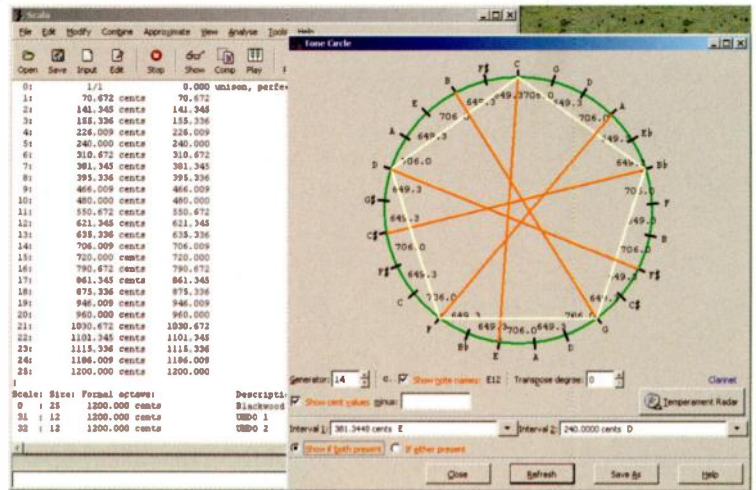 Scala
File Edit Modify Combine Approximate View Analyse Tools Help
Open Save Input Edit Stop Show Comp Play
0: 1/1 0.000 unison, perfe
1: 70.672 cents 70.672
2: 141.345 cents 141.345
3: 155.336 cents 155.336
4: 226.009 cents 226.009
5: 240.000 cents 240.000
6: 310.672 cents 310.672
7: 381.345 cents 381.345
8: 395.336 cents 395.336
9: 466.009 cents 466.009
10: 480.000 cents 480.000
11: 550.672 cents 550.672
12: 621.345 cents 621.345
13: 635.336 cents 635.336
14: 706.009 cents 706.009
15: 720.000 cents 720.000
16: 790.672 cents 790.672
17: 861.345 cents 861.345
18: 875.336 cents 875.336
19: 946.009 cents 946.009
20: 960.000 cents 960.000
21: 1030.672 cents 1030.672
22: 1101.345 cents 1101.345
23: 1115.336 cents 1115.336
24: 1186.009 cents 1186.009
25: 1200.000 cents 1200.000
|
Scale: Size: Formal octave: Descripti
0 : 25 1200.000 cents Blackwood
31 : 12 1200.000 cents
32 : 12 1200.000 cents
Tone Circle
C
G
D
A
Eb
Bb
F
B
F#
C#
G
D
A
E
Bb
F
C
F#
C#
G#
D
A
E
B
F#
706.0
649.3
Generator: 14 Show note names: E12 Transpose degree: 0 Clarinet
Show cent values minus: Temperament Radar
Interval 1: 381.3448 cents E Interval 2: 240.0000 cents D
Show if both present If either present
Close Refresh Save As Help